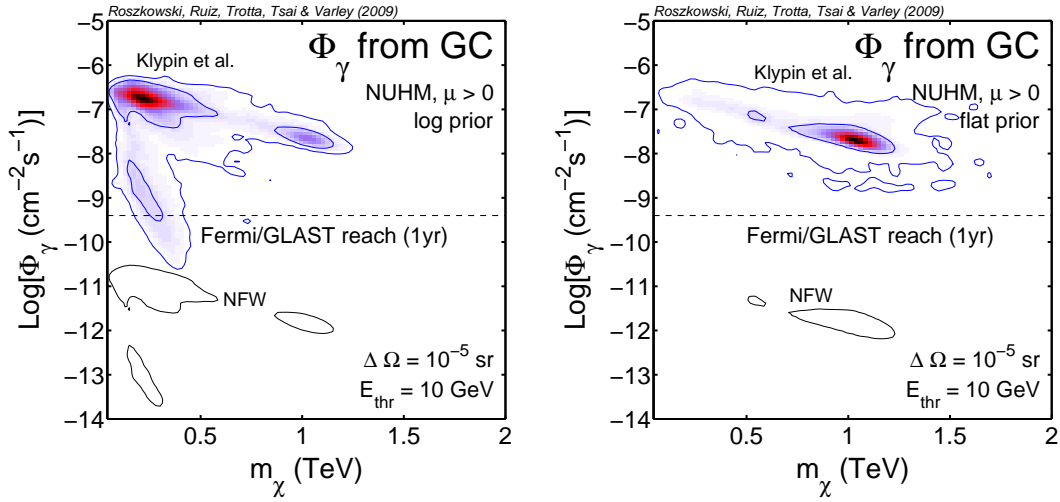 Roszkowski, Ruiz, Trotta, Tsai & Varley (2009)
Φγ from GC
Klypin et al.
NUHM, μ > 0
log prior
Fermi/GLAST reach (1yr)
NFW
Δ Ω = 10⁻⁵ sr
E_thr = 10 GeV
Log[Φγ (cm⁻²s⁻¹)]
−5
−6
−7
−8
−9
−10
−11
−12
−13
−14
0.5 1 1.5 2
m_χ (TeV)
Roszkowski, Ruiz, Trotta, Tsai & Varley (2009)
Φγ from GC
Klypin et al.
NUHM, μ > 0
flat prior
Fermi/GLAST reach (1yr)
NFW
Δ Ω = 10⁻⁵ sr
E_thr = 10 GeV
Log[Φγ (cm⁻²s⁻¹)]
−5
−6
−7
−8
−9
−10
−11
−12
−13
−14
0.5 1 1.5 2
m_χ (TeV)